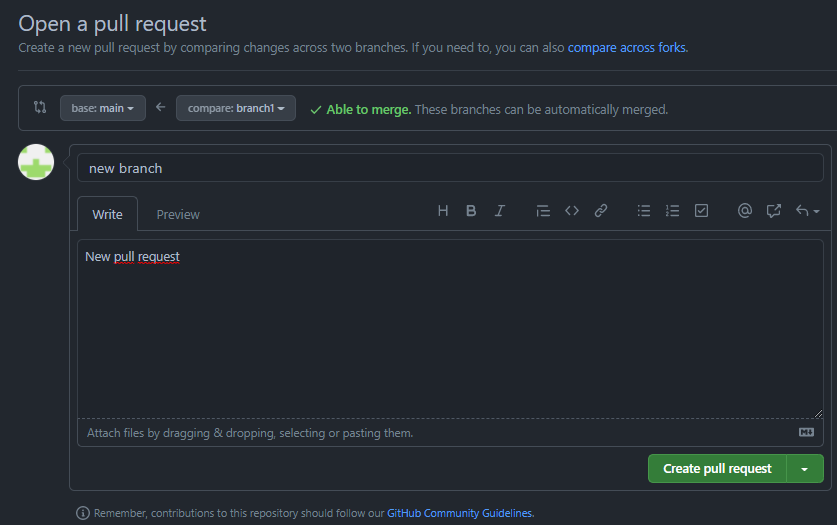 Open a pull request
Create a new pull request by comparing changes across two branches. If you need to, you can also compare across forks.
base: main
compare: branch1
Able to merge. These branches can be automatically merged.
new branch
Write Preview H B I @
New pull request
Attach files by dragging & dropping, selecting or pasting them. M
Create pull request
Remember, contributions to this repository should follow our GitHub Community Guidelines.